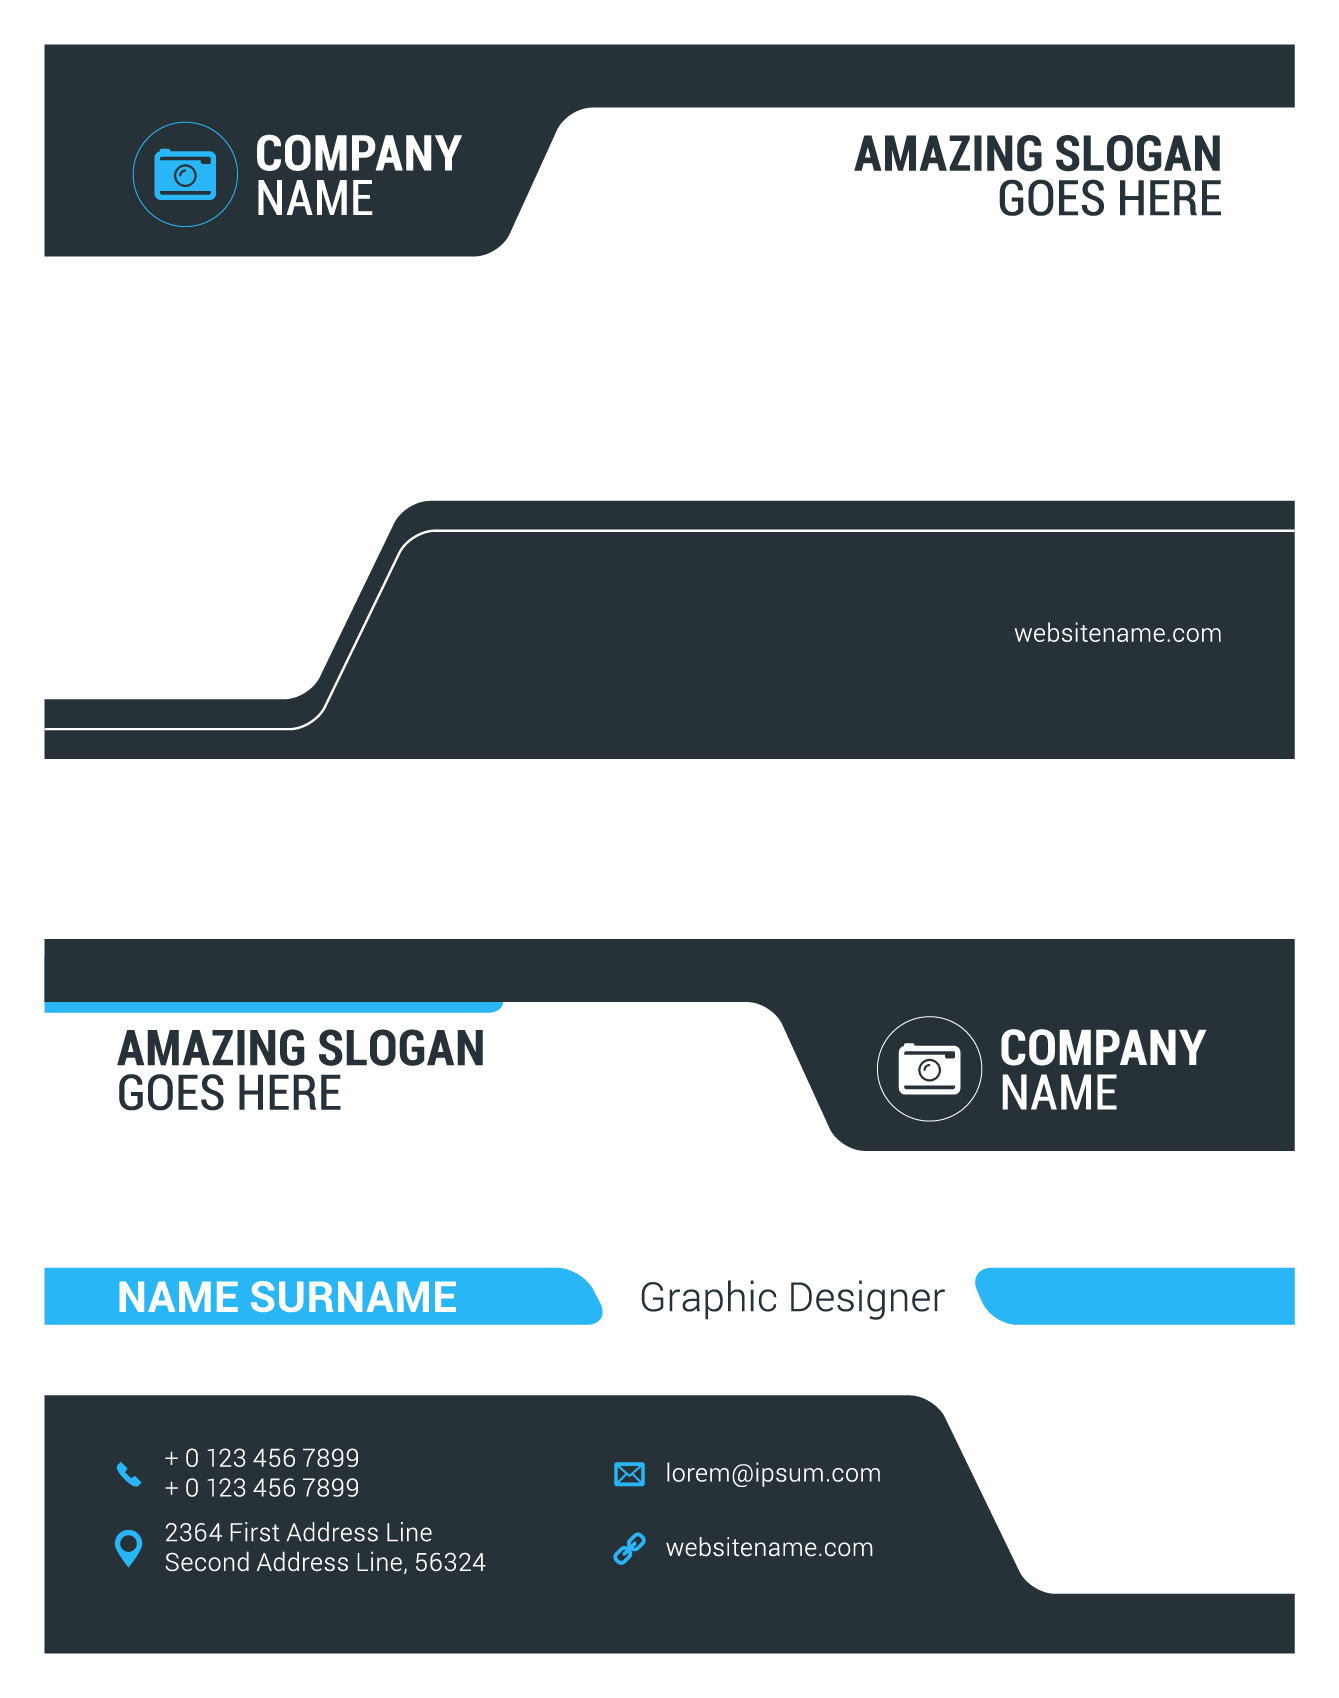 COMPANY
NAME
AMAZING SLOGAN
GOES HERE
websitename.com
AMAZING SLOGAN
GOES HERE
COMPANY
NAME
NAME SURNAME
Graphic Designer
+ 0 123 456 7899
+ 0 123 456 7899
2364 First Address Line
Second Address Line, 56324
lorem@ipsum.com
websitename.com